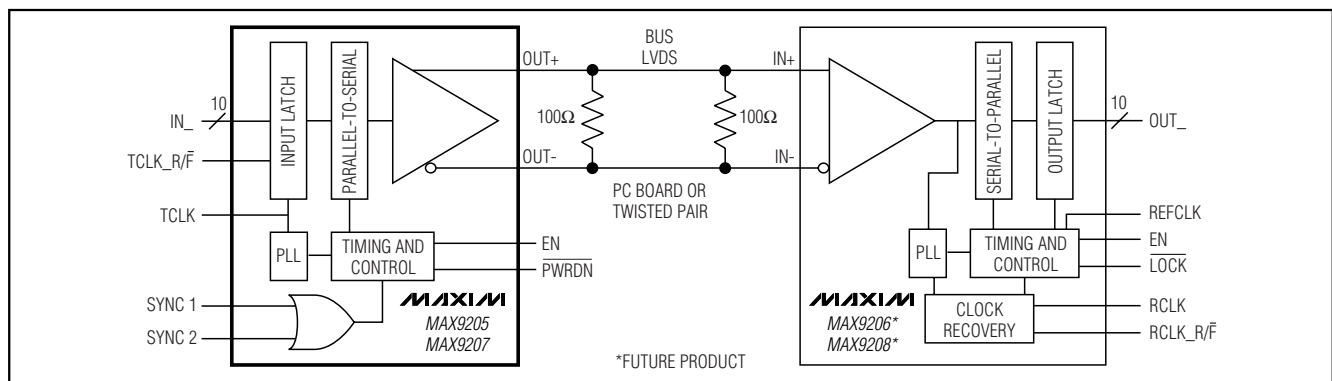 BUS
LVDS
OUT+
IN+
10
IN_
TCLK_R/F̅
INPUT LATCH
PARALLEL-TO-SERIAL
100Ω
100Ω
SERIAL-TO-PARALLEL
OUTPUT LATCH
10
OUT_
OUT-
IN-
PC BOARD OR
TWISTED PAIR
TCLK
PLL
TIMING AND
CONTROL
EN
P̅W̅R̅D̅N̅
SYNC 1
SYNC 2
MAXIM
MAX9205
MAX9207
PLL
TIMING AND
CONTROL
REFCLK
EN
L̅O̅C̅K̅
MAXIM
MAX9206*
MAX9208*
CLOCK
RECOVERY
RCLK
RCLK_R/F̅
*FUTURE PRODUCT